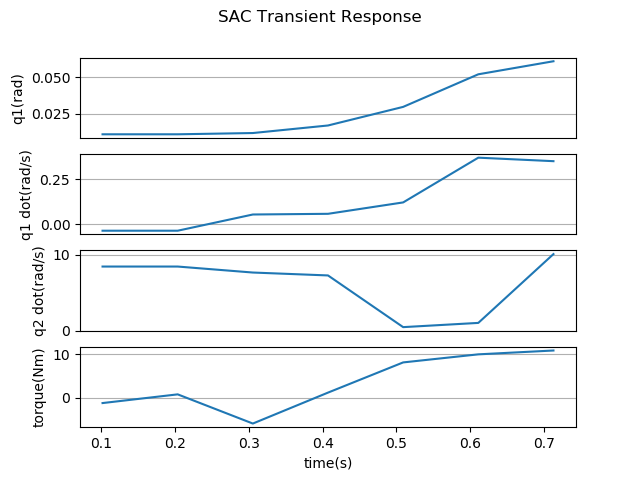 SAC Transient Response
q1(rad)
0.050
0.025
q1 dot(rad/s)
0.25
0.00
q2 dot(rad/s)
10
0
torque(Nm)
10
0
0.1 0.2 0.3 0.4 0.5 0.6 0.7
time(s)